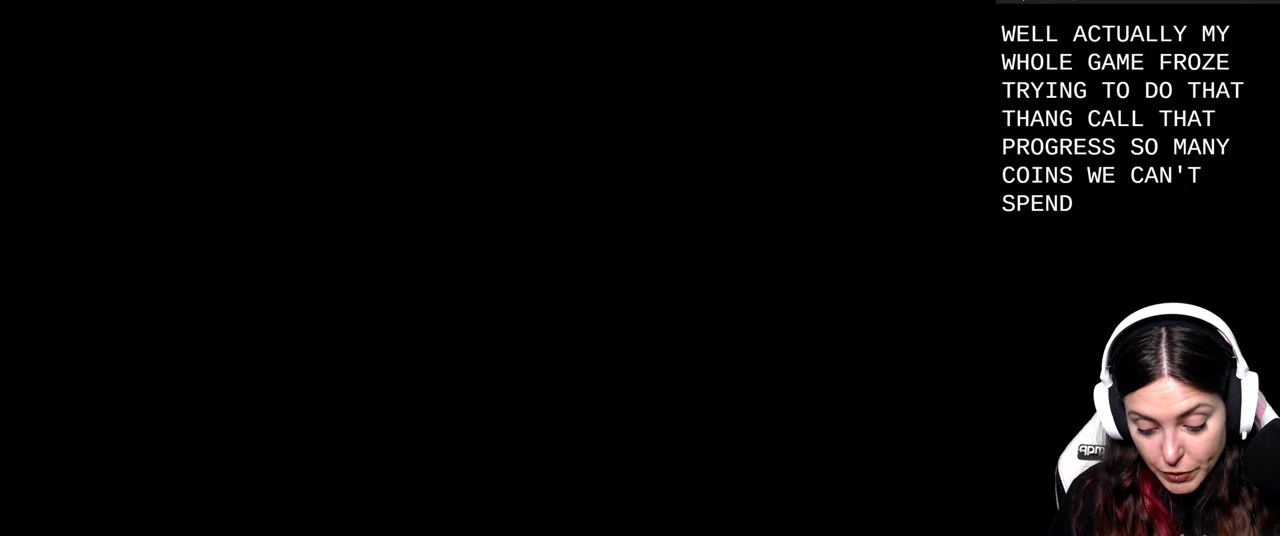 WELL ACTUALLY MY
WHOLE GAME FROZE
TRYING TO DO THAT
THANG CALL THAT
PROGRESS SO MANY
COINS WE CAN'T
SPEND